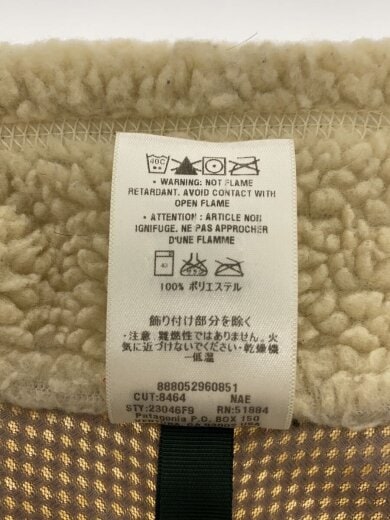 40C
• WARNING: NOT FLAME
RETARDANT. AVOID CONTACT WITH
OPEN FLAME
• ATTENTION : ARTICLE NON
IGNIFUGE. NE PAS APPROCHER
D'UNE FLAMME
100% ポリエステル
飾り付け部分を除く
・注意. 難燃性ではありません。火
気に近づけないでください・乾燥機
−低温
888052960851
CUT:8464 NAE
STY:23046F9 RN:51884
Patagonia P.O. BOX 150